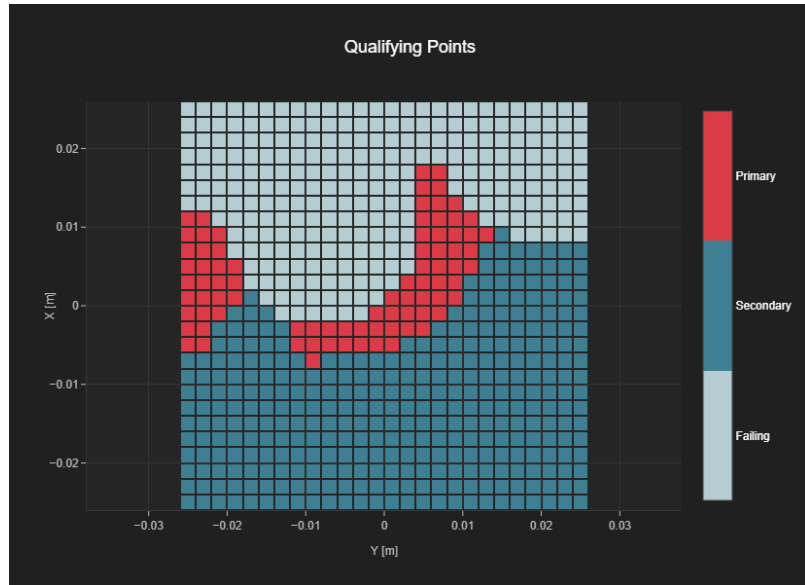 Qualifying Points
X [m]
0.02
0.01
0
−0.01
−0.02
−0.03
−0.02
−0.01
0
0.01
0.02
0.03
Y [m]
Primary
Secondary
Failing